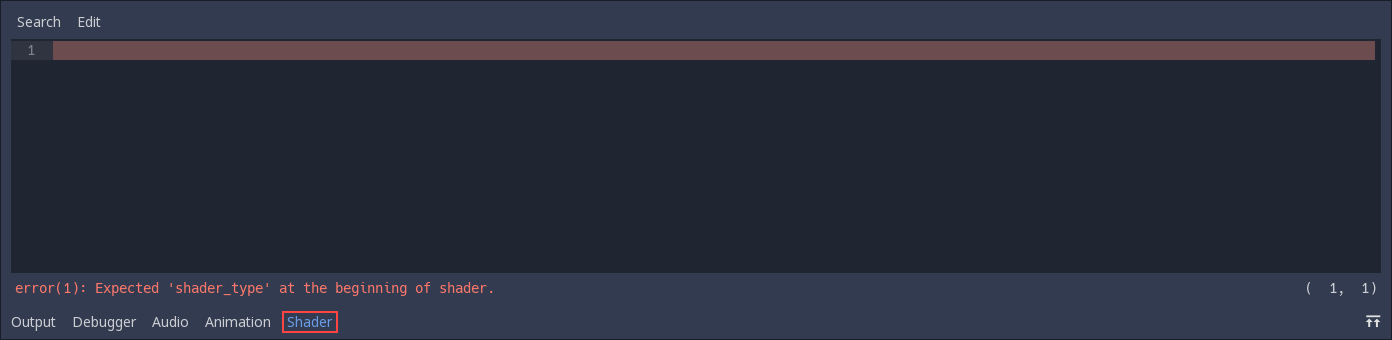 Search Edit
1
error(1): Expected 'shader_type' at the beginning of shader. ( 1, 1)
Output Debugger Audio Animation Shader